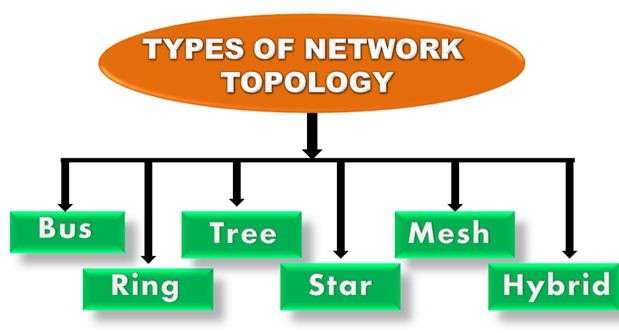 TYPES OF NETWORK
TOPOLOGY
Bus
Tree
Mesh
Ring
Star
Hybrid